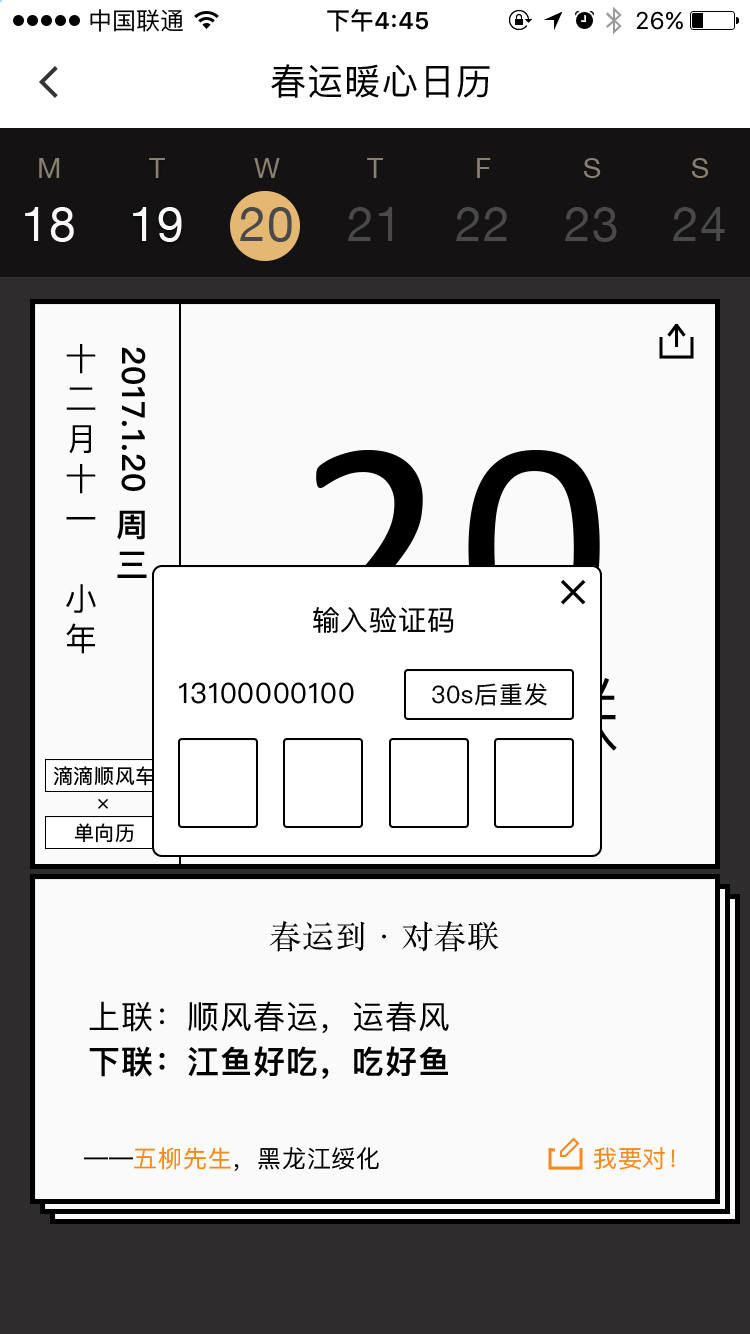 中国联通 下午4:45 26%
春运暖心日历
M T W T F S S
18 19 20 21 22 23 24
2017.1.20 周三
十二月十一 小年
20
输入验证码
13100000100 30s后重发
滴滴顺风车
×
单向历
春运到·对春联
上联：顺风春运，运春风
下联：江鱼好吃，吃好鱼
——五柳先生，黑龙江绥化 我要对！